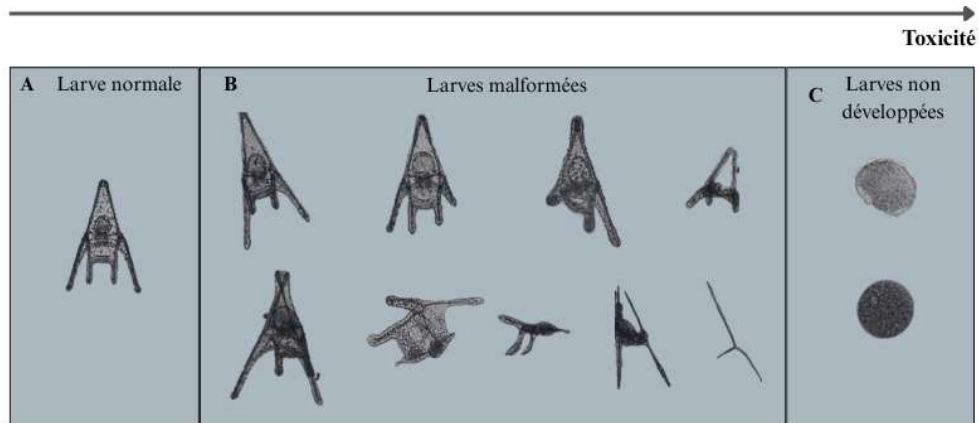 Toxicité
A Larve normale
B Larves malformées
C Larves non
développées